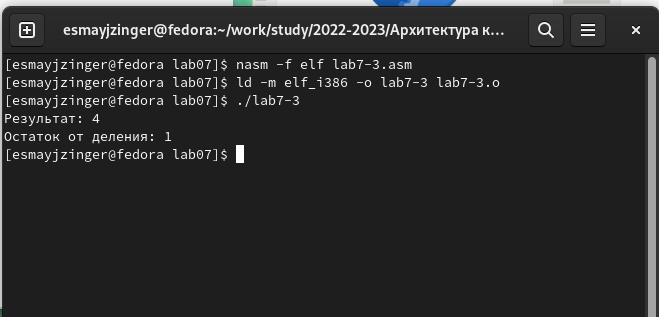 esmayjzinger@fedora:~/work/study/2022-2023/Архитектура к...
[esmayjzinger@fedora lab07]$ nasm -f elf lab7-3.asm
[esmayjzinger@fedora lab07]$ ld -m elf_i386 -o lab7-3 lab7-3.o
[esmayjzinger@fedora lab07]$ ./lab7-3
Результат: 4
Остаток от деления: 1
[esmayjzinger@fedora lab07]$